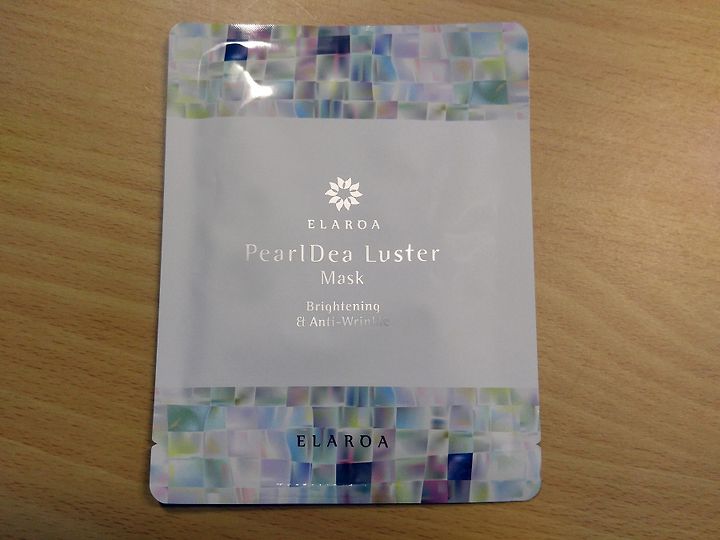 ELAROA
PearlDea Luster
Mask
Brightening
& Anti-Wrinkle
ELAROA